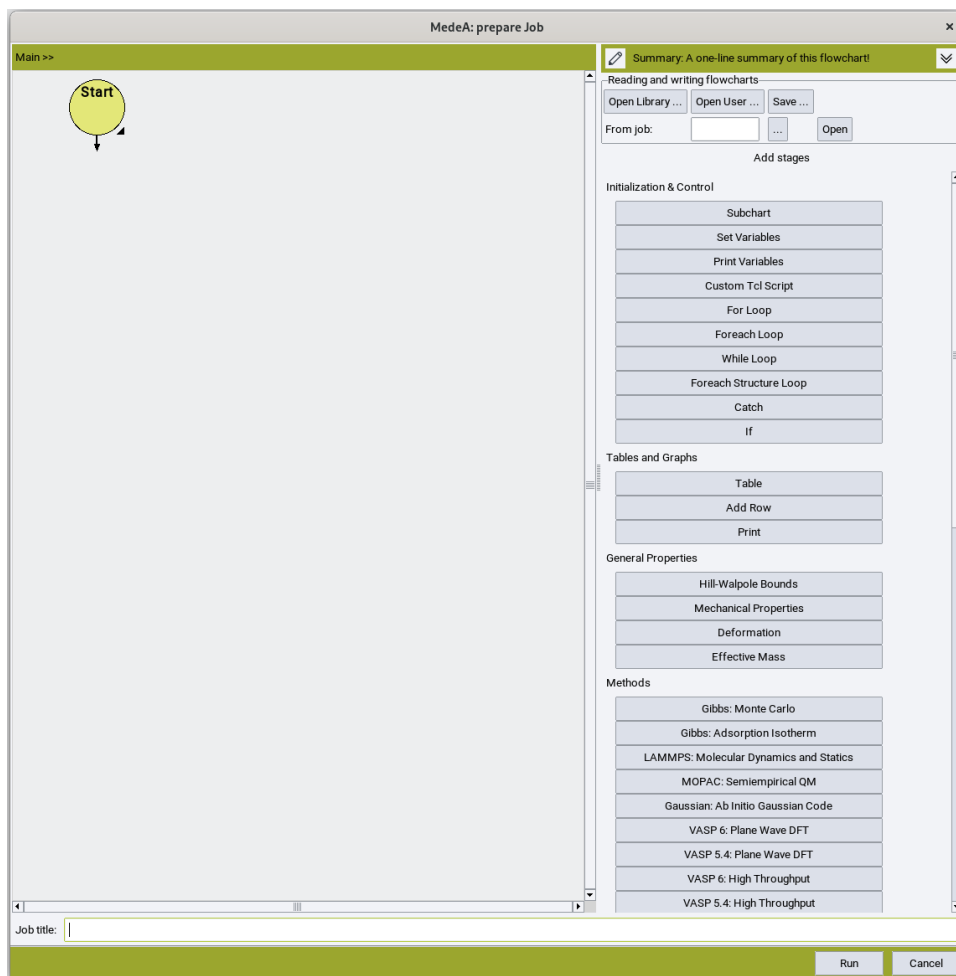 MedeA: prepare Job
×
Main >>
Summary: A one-line summary of this flowchart!
Start
Reading and writing flowcharts
Open Library ... Open User ... Save ...
From job: ... Open
Add stages
Initialization & Control
Subchart
Set Variables
Print Variables
Custom Tcl Script
For Loop
Foreach Loop
While Loop
Foreach Structure Loop
Catch
If
Tables and Graphs
Table
Add Row
Print
General Properties
Hill-Walpole Bounds
Mechanical Properties
Deformation
Effective Mass
Methods
Gibbs: Monte Carlo
Gibbs: Adsorption Isotherm
LAMMPS: Molecular Dynamics and Statics
MOPAC: Semiempirical QM
Gaussian: Ab Initio Gaussian Code
VASP 6: Plane Wave DFT
VASP 5.4: Plane Wave DFT
VASP 6: High Throughput
VASP 5.4: High Throughput
Job title:
Run Cancel